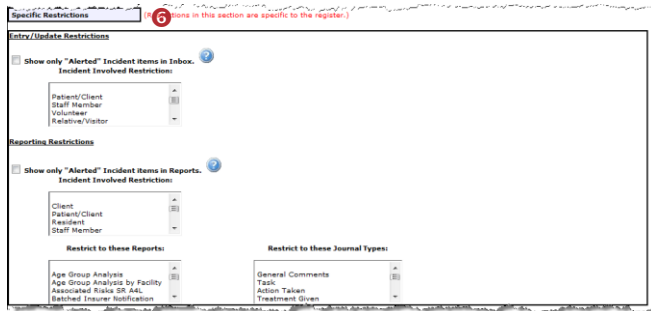 Specific Restrictions 6 (Re ctions in this section are specific to the register.)
Entry/Update Restrictions
Show only "Alerted" Incident items in Inbox. ?
Incident Involved Restriction:
Patient/Client
Staff Member
Volunteer
Relative/Visitor
Reporting Restrictions
Show only "Alerted" Incident items in Reports. ?
Incident Involved Restriction:
Client
Patient/Client
Resident
Staff Member
Restrict to these Reports: Restrict to these Journal Types:
Age Group Analysis General Comments
Age Group Analysis by Facility Task
Associated Risks SR A4L Action Taken
Batched Insurer Notification Treatment Given